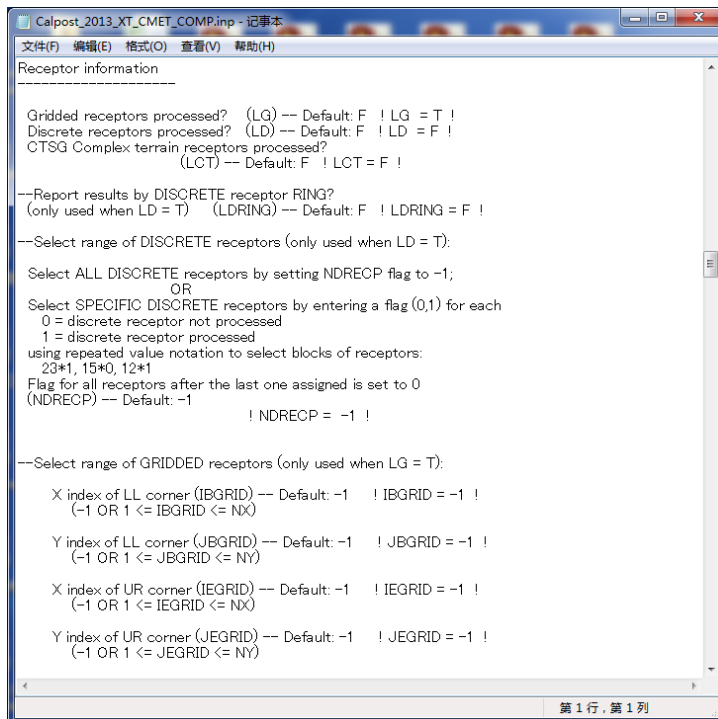 Calpost_2013_XT_CMET_COMP.inp - 记事本
文件(F) 编辑(E) 格式(O) 查看(V) 帮助(H)
Receptor information
--------------------
Gridded receptors processed? (LG) -- Default: F ! LG = T !
Discrete receptors processed? (LD) -- Default: F ! LD = F !
CTSG Complex terrain receptors processed?
(LCT) -- Default: F ! LCT = F !
--Report results by DISCRETE receptor RING?
(only used when LD = T) (LDRING) -- Default: F ! LDRING = F !
--Select range of DISCRETE receptors (only used when LD = T):
Select ALL DISCRETE receptors by setting NDRECP flag to -1;
OR
Select SPECIFIC DISCRETE receptors by entering a flag (0,1) for each
0 = discrete receptor not processed
1 = discrete receptor processed
using repeated value notation to select blocks of receptors:
23*1, 15*0, 12*1
Flag for all receptors after the last one assigned is set to 0
(NDRECP) -- Default: -1
! NDRECP = -1 !
--Select range of GRIDDED receptors (only used when LG = T):
X index of LL corner (IBGRID) -- Default: -1 ! IBGRID = -1 !
(-1 OR 1 <= IBGRID <= NX)
Y index of LL corner (JBGRID) -- Default: -1 ! JBGRID = -1 !
(-1 OR 1 <= JBGRID <= NY)
X index of UR corner (IEGRID) -- Default: -1 ! IEGRID = -1 !
(-1 OR 1 <= IEGRID <= NX)
Y index of UR corner (JEGRID) -- Default: -1 ! JEGRID = -1 !
(-1 OR 1 <= JEGRID <= NY)
第 1 行，第 1 列